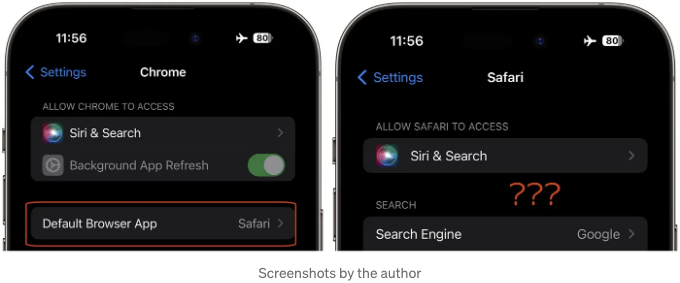 11:56
80
Settings
Chrome
ALLOW CHROME TO ACCESS
Siri & Search
Background App Refresh
Default Browser App
Safari
11:56
80
Settings
Safari
ALLOW SAFARI TO ACCESS
Siri & Search
???
SEARCH
Search Engine
Google
Screenshots by the author